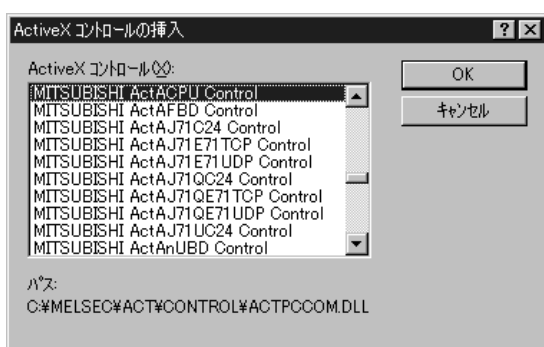 ActiveX コントロールの挿入
ActiveX コントロール(X):
MITSUBISHI ActACPU Control
MITSUBISHI ActAFBD Control
MITSUBISHI ActAJ71C24 Control
MITSUBISHI ActAJ71E71TCP Control
MITSUBISHI ActAJ71E71UDP Control
MITSUBISHI ActAJ71QC24 Control
MITSUBISHI ActAJ71QE71TCP Control
MITSUBISHI ActAJ71QE71UDP Control
MITSUBISHI ActAJ71UC24 Control
MITSUBISHI ActAnUBD Control
OK
キャンセル
パス:
C:¥MELSEC¥ACT¥CONTROL¥ACTPCCOM.DLL